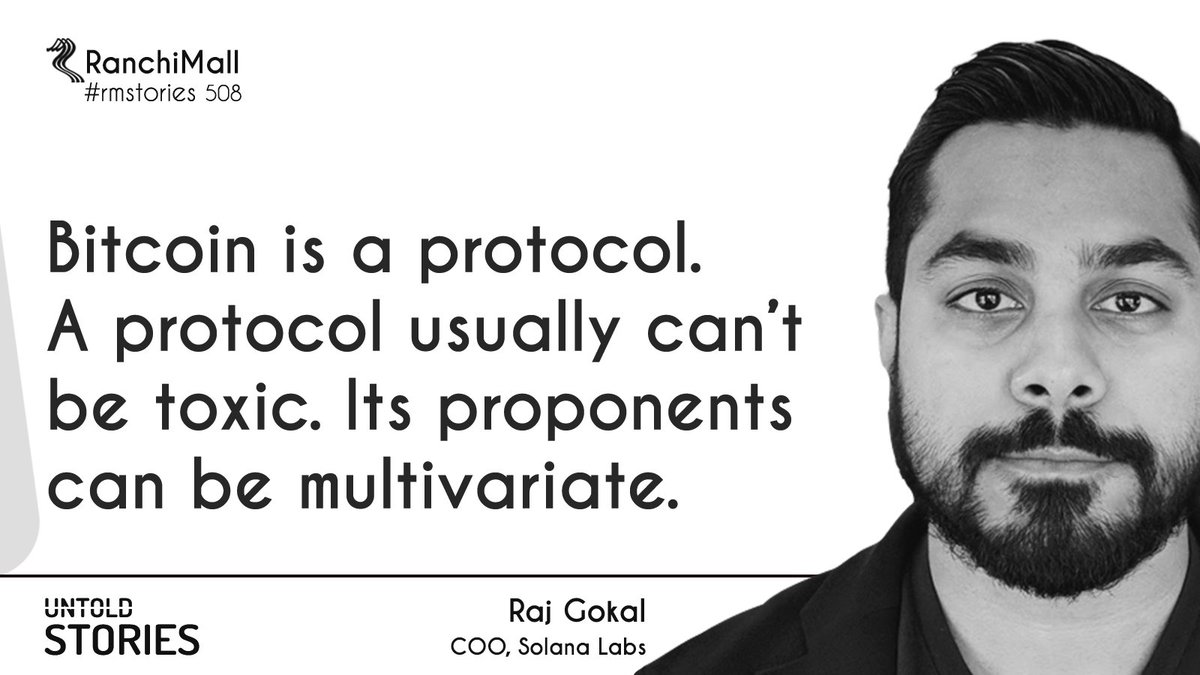 RanchiMall
#rmstories 508
Bitcoin is a protocol.
A protocol usually can’t
be toxic. Its proponents
can be multivariate.
UNTOLD
STORIES
Raj Gokal
COO, Solana Labs